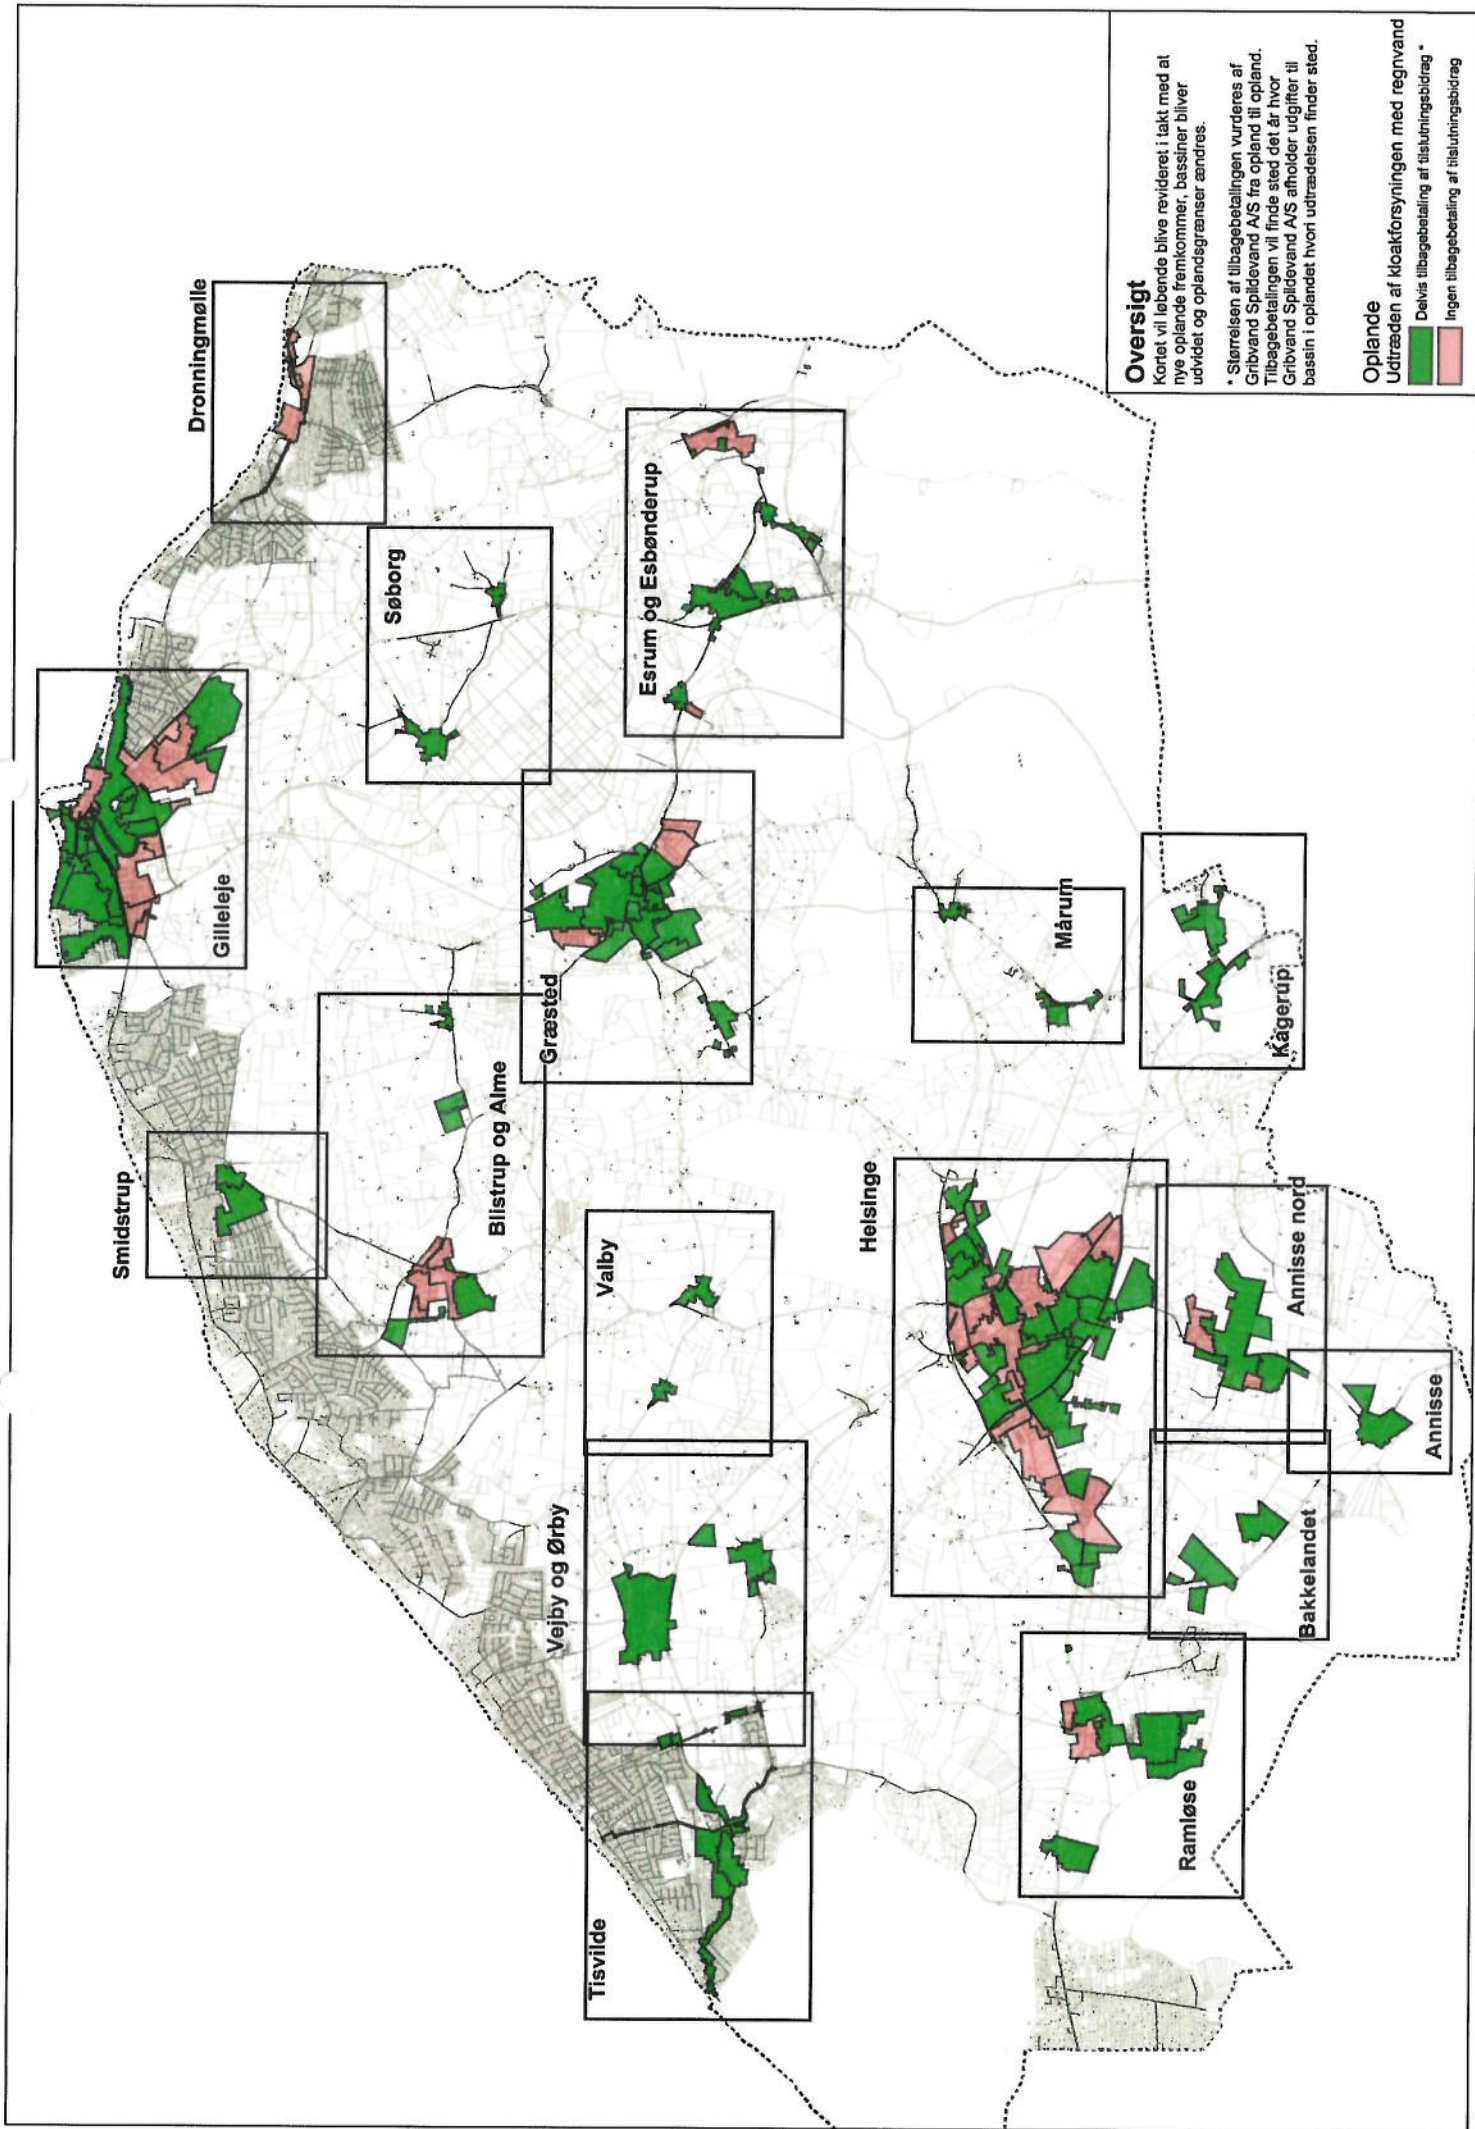 Dronningmølle
Gilleleje
Søborg
Smidstrup
Esrum og Esbønderup
Græsted
Blistrup og Alme
Valby
Vejby og Ørby
Tisvilde
Mårum
Kagerup
Helsinge
Annisse nord
Annisse
Bakkelandet
Ramløse
Oversigt
Kortet vil løbende blive revideret i takt med at
nye oplande fremkommer, bassiner bliver
udvidet og oplandsgrænser ændres.
* Størrelsen af tilbagebetalingen vurderes af
Gribvand Spildevand A/S fra opland til opland.
Tilbagebetalingen vil finde sted det år hvor
Gribvand Spildevand A/S afholder udgifter til
bassin i oplandet hvori udtrædelsen finder sted.
Oplande
Udtræden af kloakforsyningen med regnvand
Delvis tilbagebetaling af tilslutningsbidrag *
Ingen tilbagebetaling af tilslutningsbidrag